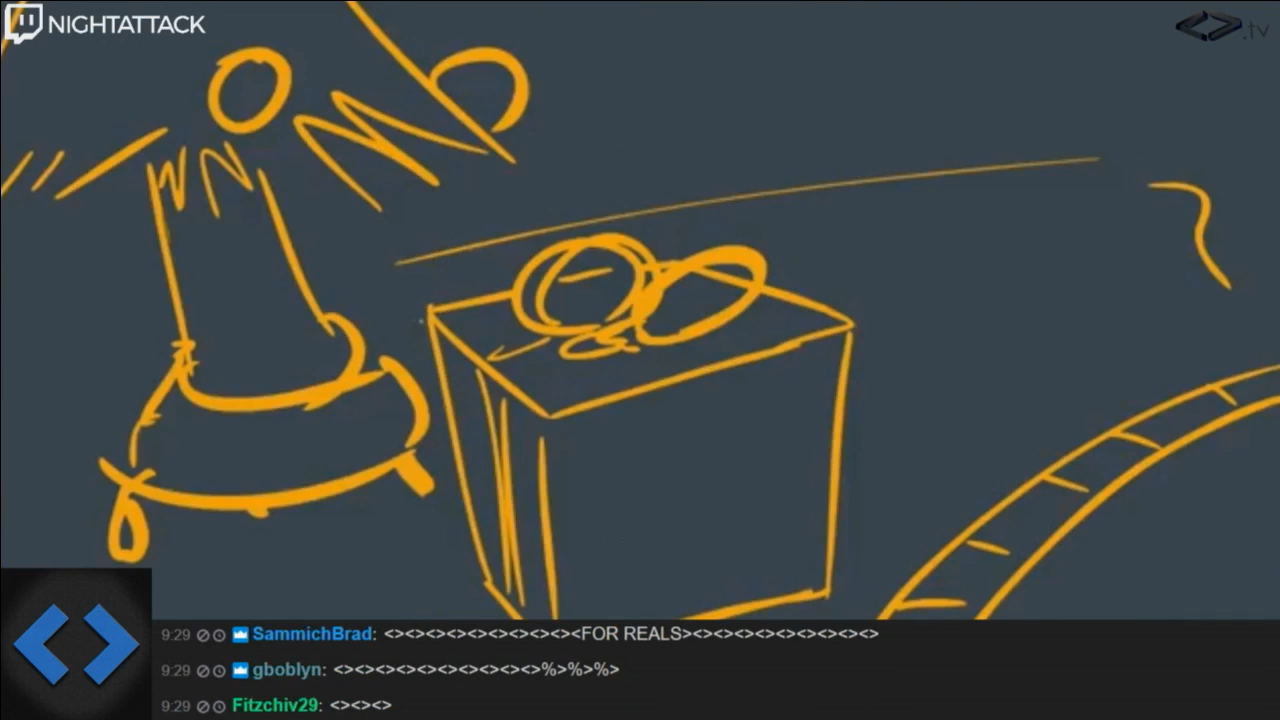 NIGHTATTACK
.tv
9:29 SammichBrad: <><><><><><><><><><FOR REALS><><><><><><><><><>
9:29 gboblyn: <><><><><><><><><><>%>%>%>
9:29 Fitzchiv29: <><><>